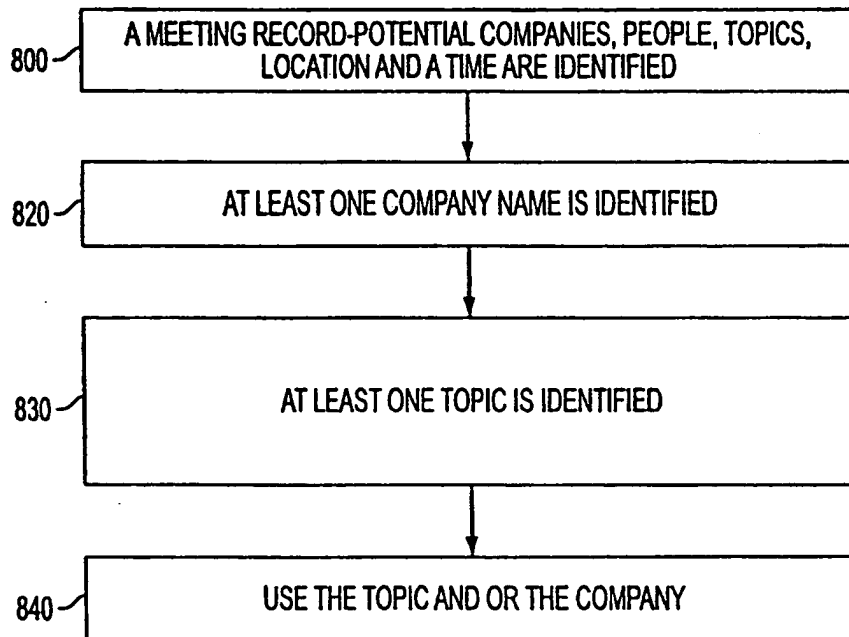 800
A MEETING RECORD-POTENTIAL COMPANIES, PEOPLE, TOPICS,
LOCATION AND A TIME ARE IDENTIFIED
820
AT LEAST ONE COMPANY NAME IS IDENTIFIED
830
AT LEAST ONE TOPIC IS IDENTIFIED
840
USE THE TOPIC AND OR THE COMPANY